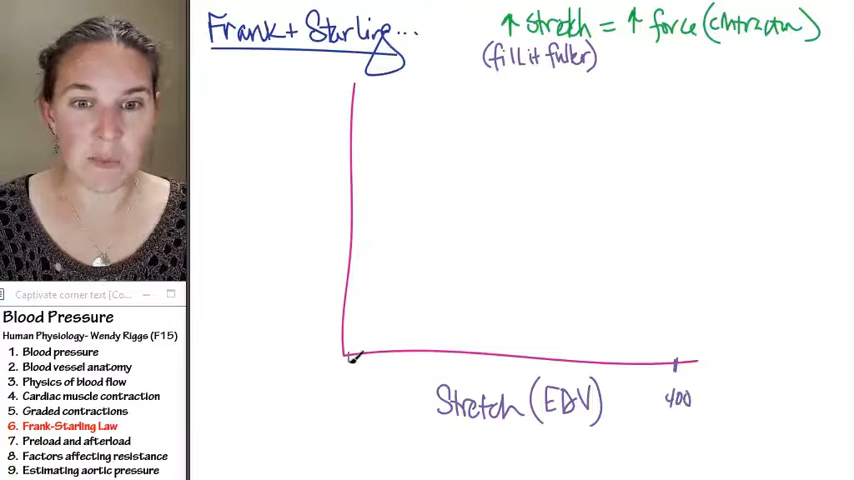 Frank + Starling...
↑ stretch = ↑ force (contraction)
(fill it fuller)
Stretch (EDV)
400
Captivate corner text [Co...
Blood Pressure
Human Physiology- Wendy Riggs (F15)
1. Blood pressure
2. Blood vessel anatomy
3. Physics of blood flow
4. Cardiac muscle contraction
5. Graded contractions
6. Frank-Starling Law
7. Preload and afterload
8. Factors affecting resistance
9. Estimating aortic pressure